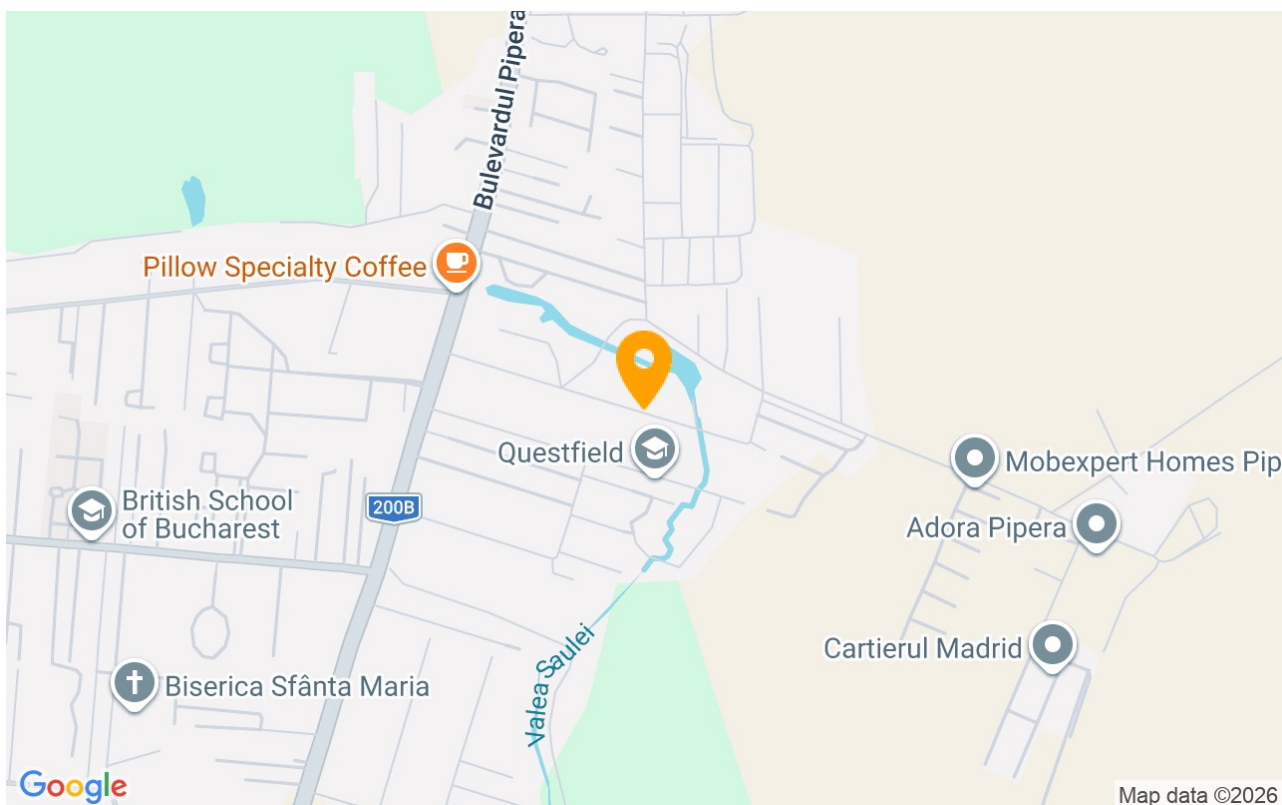 Bulevardul Pipera
Pillow Specialty Coffee
Questfield
Mobexpert Homes Pip
British School
of Bucharest
200B
Adora Pipera
Cartierul Madrid
Valea Saulei
Biserica Sfânta Maria
Google
Map data ©2026